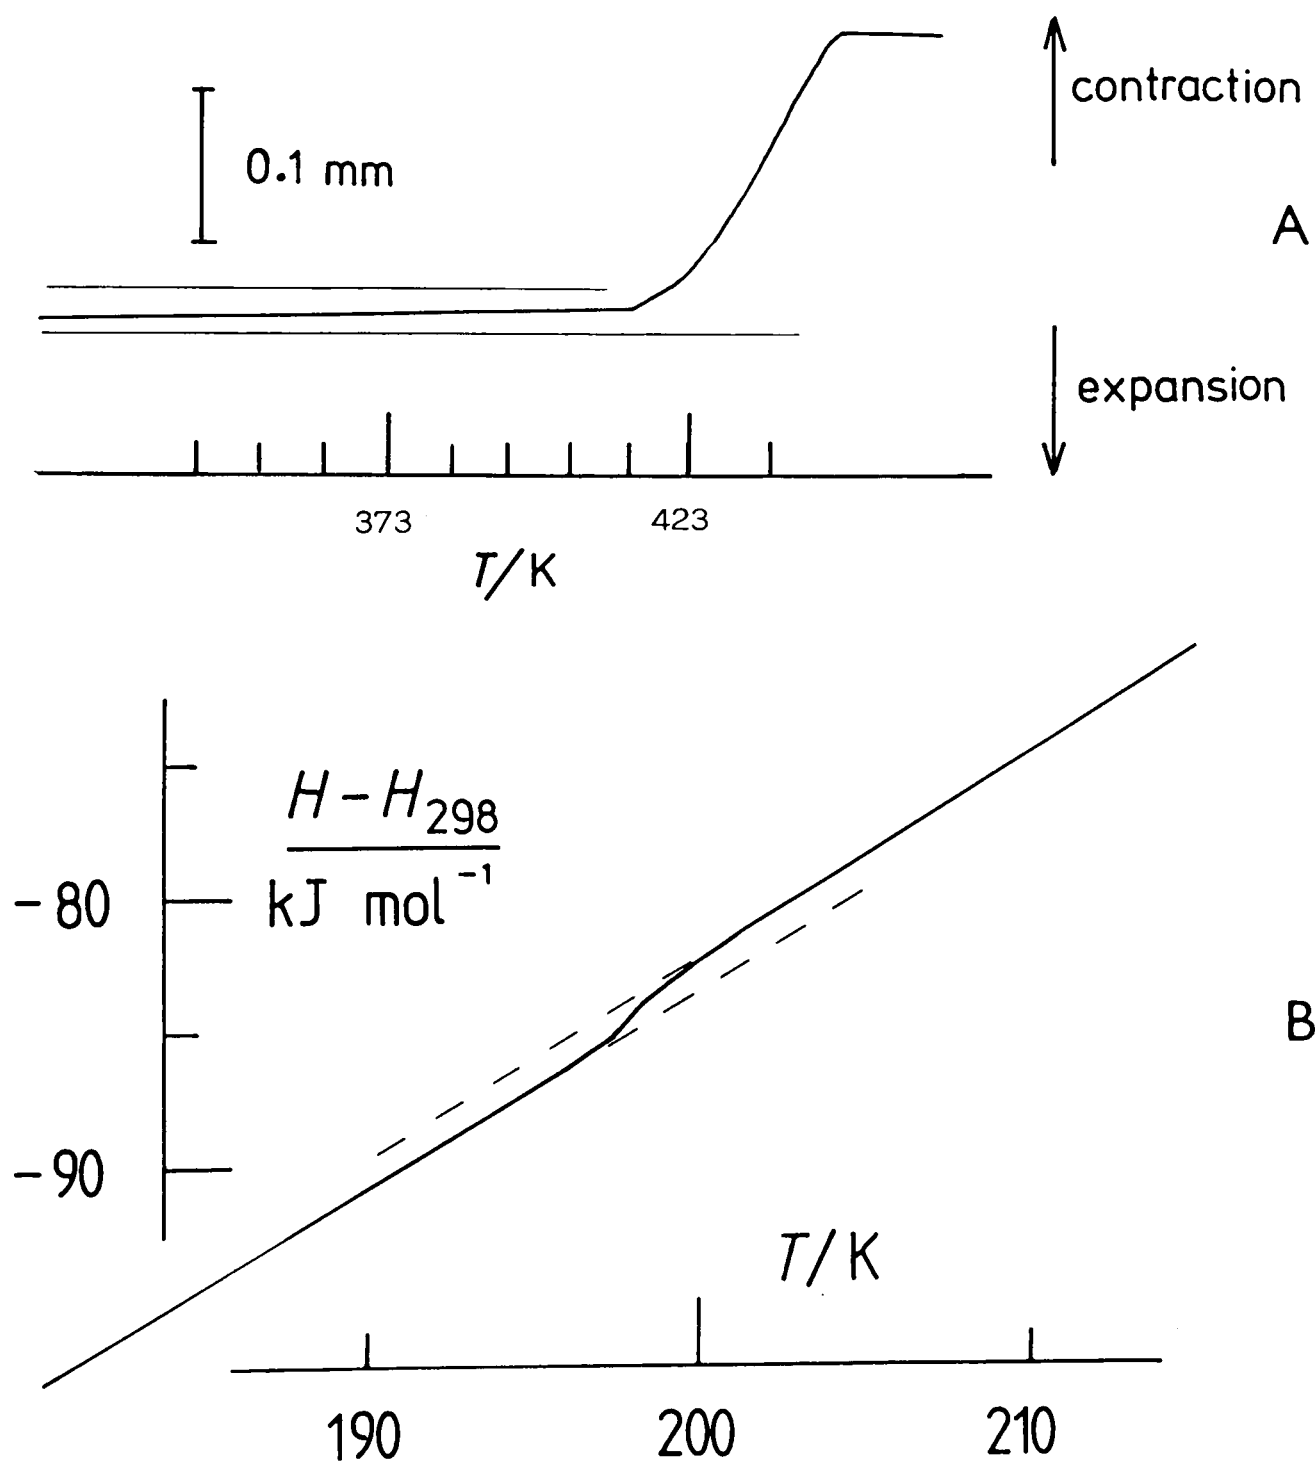 contraction
0.1 mm
A
expansion
373 423
T/K
H-H298
kJ mol-1
-80
B
-90
T/K
190 200 210